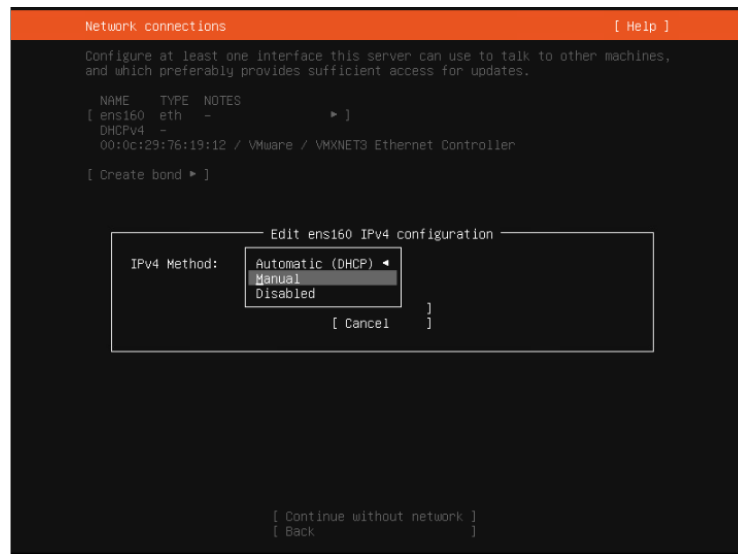 Network connections [ Help ]
Configure at least one interface this server can use to talk to other machines,
and which preferably provides sufficient access for updates.
NAME TYPE NOTES
[ ens160 eth - ▸ ]
DHCPv4 -
00:0c:29:76:19:12 / VMware / VMXNET3 Ethernet Controller
[ Create bond ▸ ]
Edit ens160 IPv4 configuration
IPv4 Method: Automatic (DHCP) ◂
Manual
Disabled
]
[ Cancel ]
[ Continue without network ]
[ Back ]